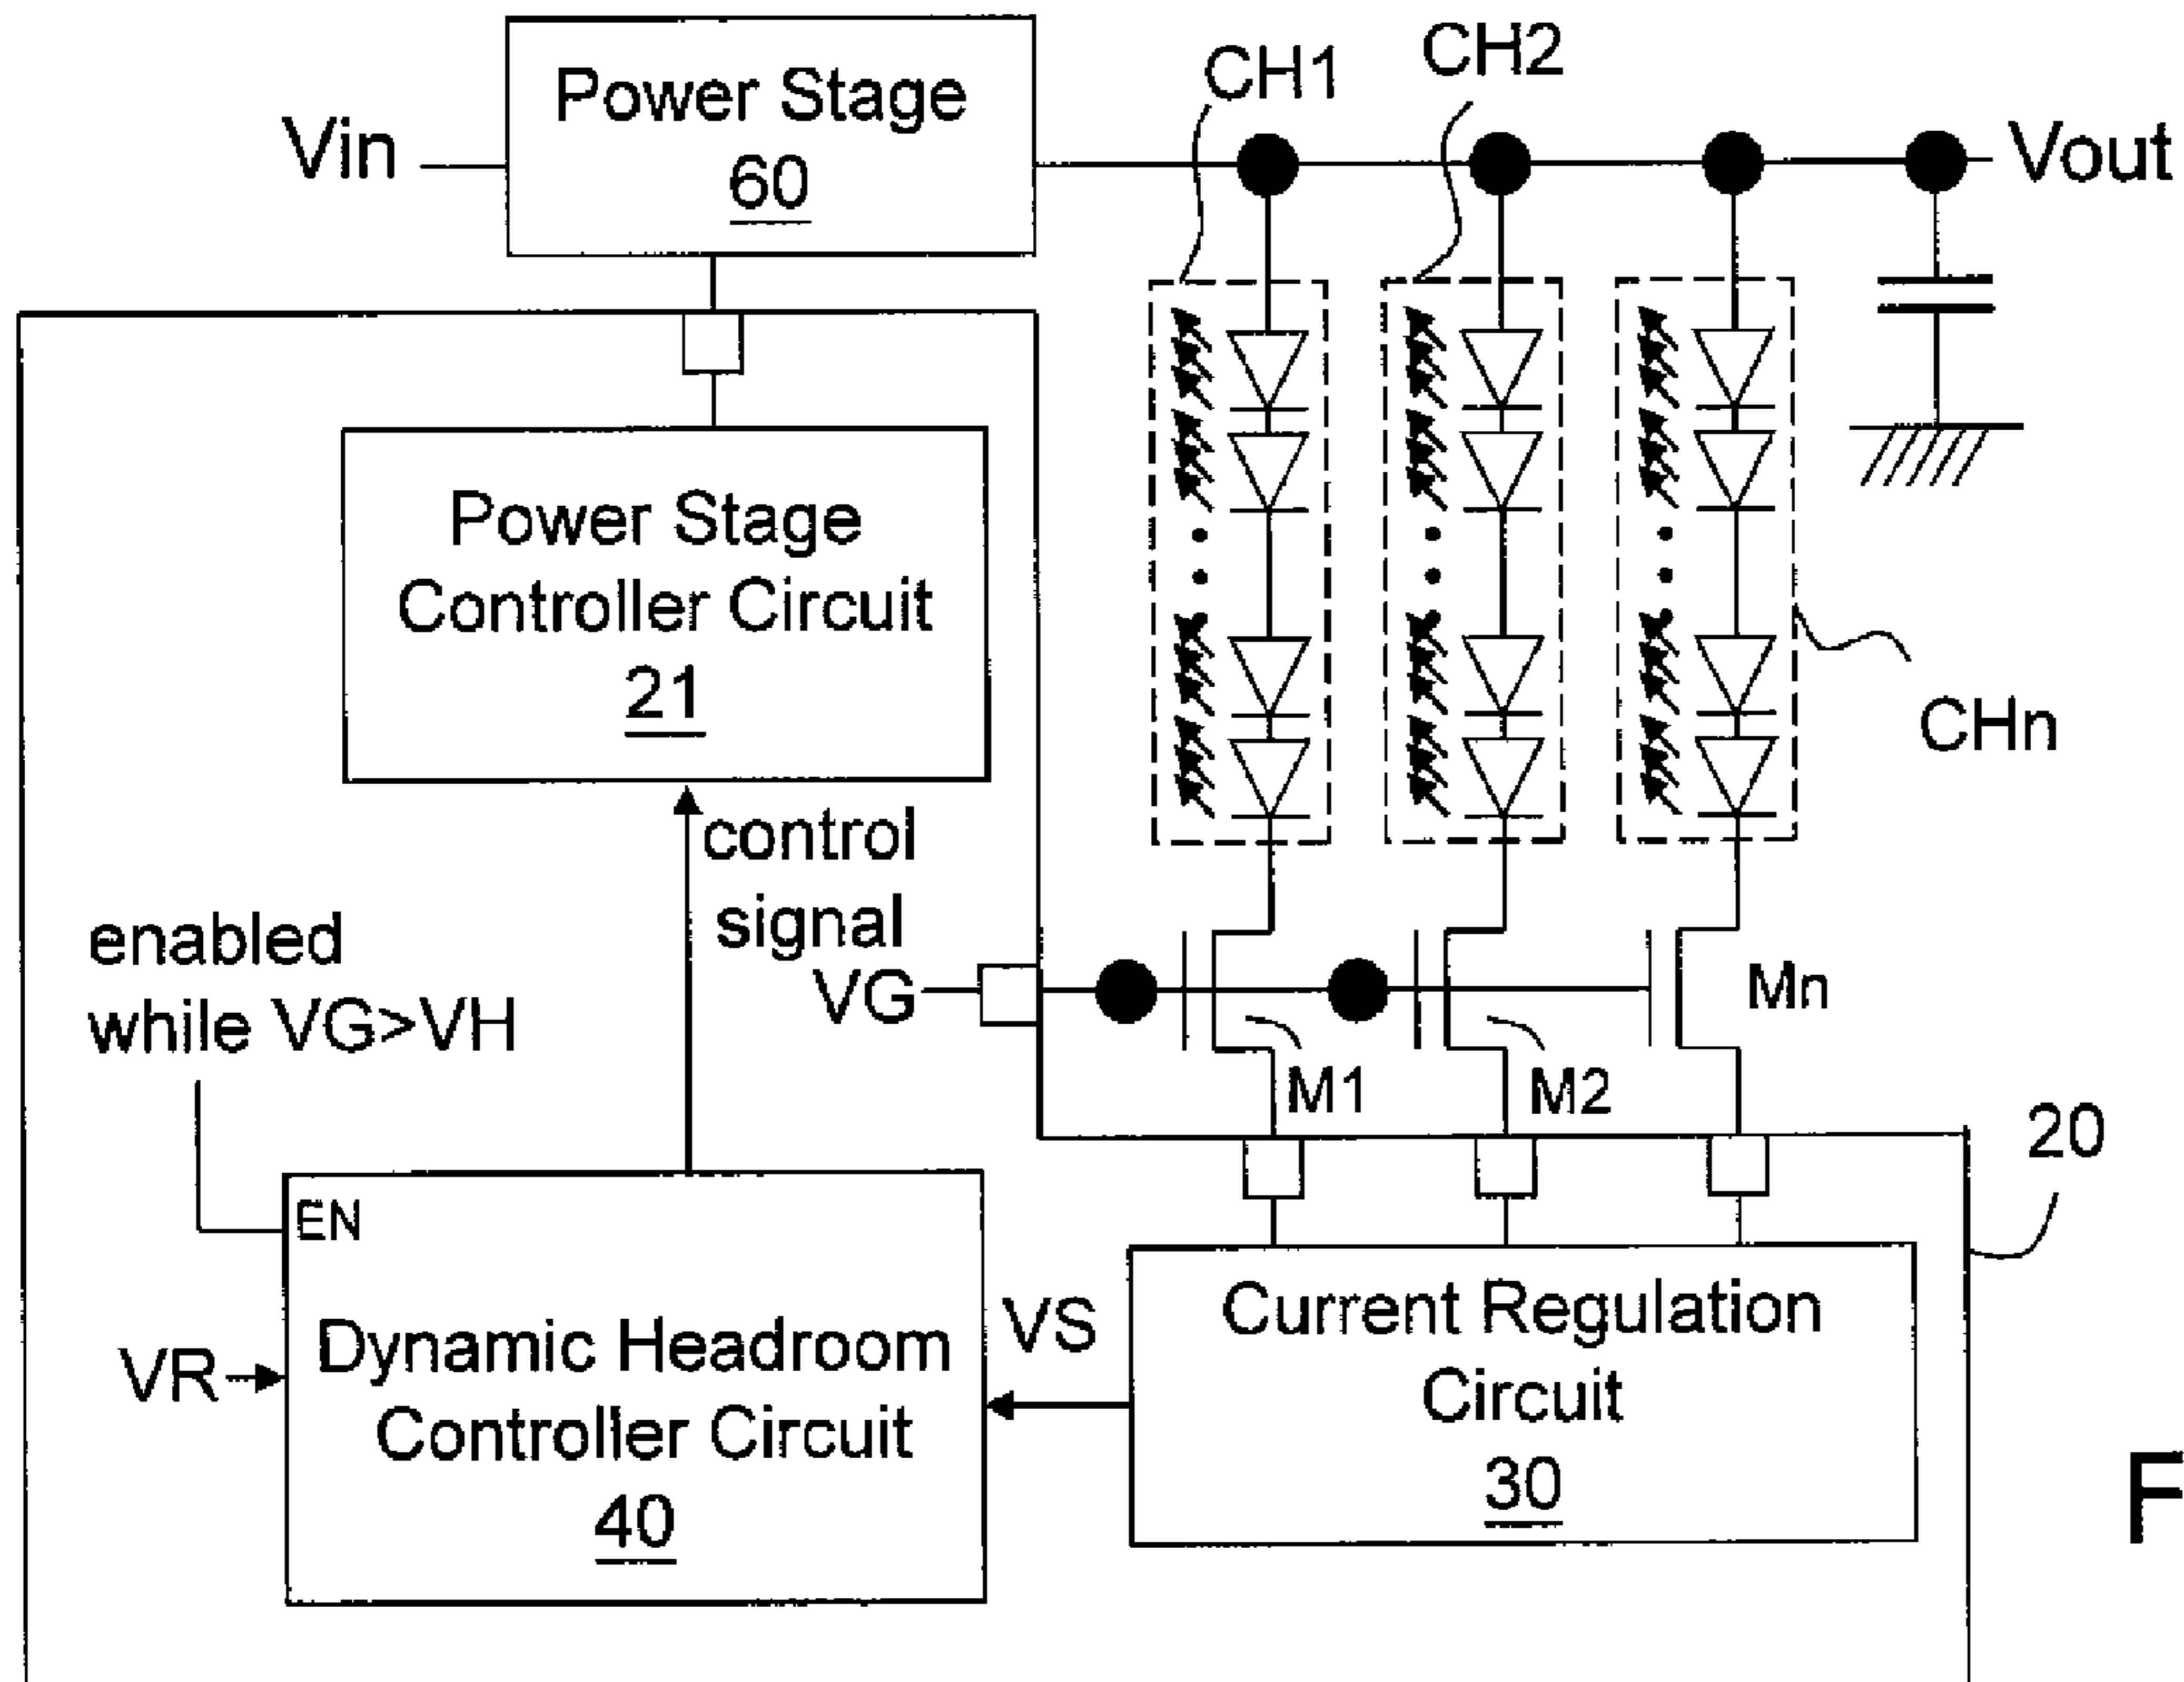 Power Stage
60
Vin
CH1
CH2
Vout
Power Stage
Controller Circuit
21
CHn
control
signal
enabled
while VG>VH
VG
Mn
M1
M2
20
EN
VR
Dynamic Headroom
Controller Circuit
40
VS
Current Regulation
Circuit
30
F